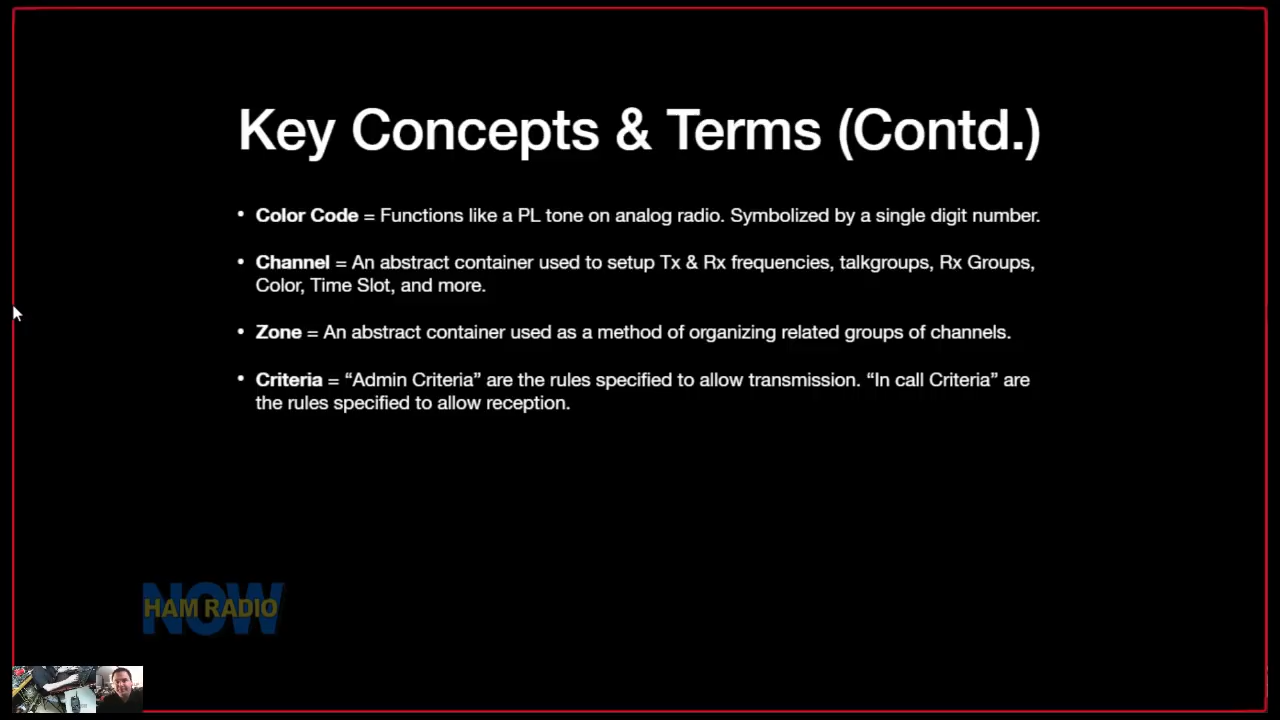 Key Concepts & Terms (Contd.)
• Color Code = Functions like a PL tone on analog radio. Symbolized by a single digit number.
• Channel = An abstract container used to setup Tx & Rx frequencies, talkgroups, Rx Groups,
Color, Time Slot, and more.
• Zone = An abstract container used as a method of organizing related groups of channels.
• Criteria = “Admin Criteria” are the rules specified to allow transmission. “In call Criteria” are
the rules specified to allow reception.
NOW
HAM RADIO